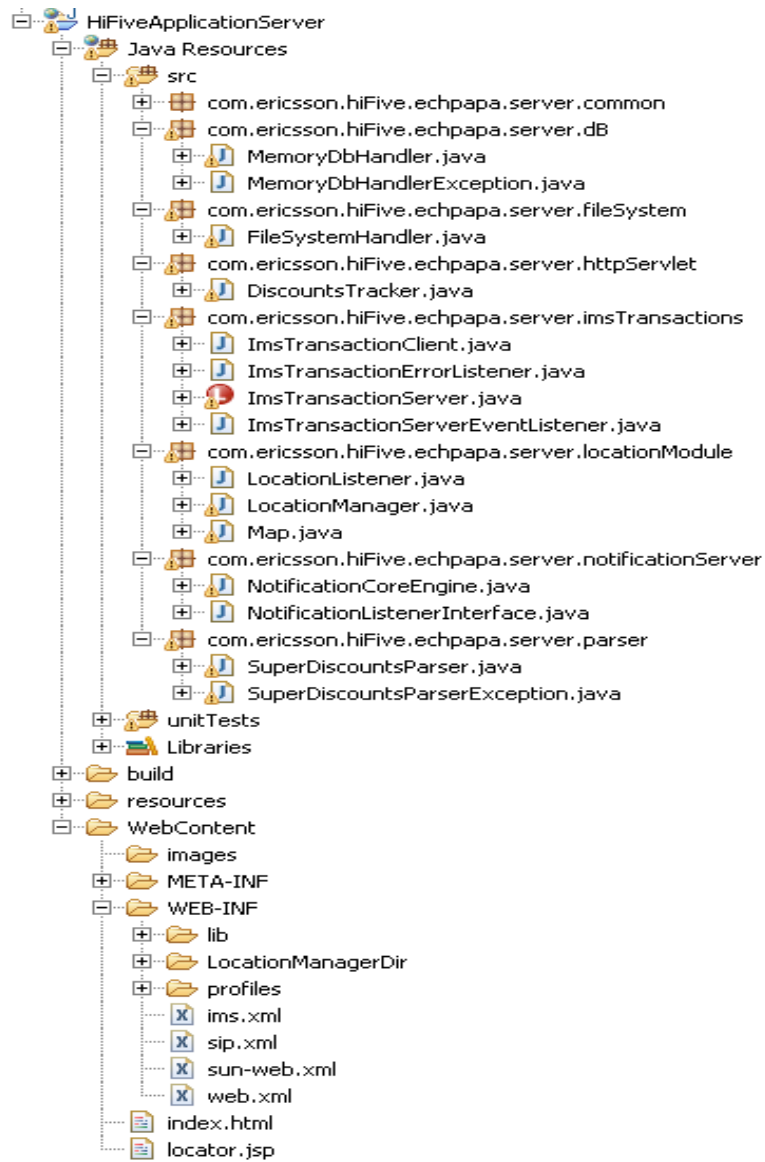 HiFiveApplicationServer
Java Resources
src
com.ericsson.hiFive.echpapa.server.common
com.ericsson.hiFive.echpapa.server.dB
MemoryDbHandler.java
MemoryDbHandlerException.java
com.ericsson.hiFive.echpapa.server.fileSystem
FileSystemHandler.java
com.ericsson.hiFive.echpapa.server.httpServlet
DiscountsTracker.java
com.ericsson.hiFive.echpapa.server.imsTransactions
ImsTransactionClient.java
ImsTransactionErrorListener.java
ImsTransactionServer.java
ImsTransactionServerEventListener.java
com.ericsson.hiFive.echpapa.server.locationModule
LocationListener.java
LocationManager.java
Map.java
com.ericsson.hiFive.echpapa.server.notificationServer
NotificationCoreEngine.java
NotificationListenerInterface.java
com.ericsson.hiFive.echpapa.server.parser
SuperDiscountsParser.java
SuperDiscountsParserException.java
unitTests
Libraries
build
resources
WebContent
images
META-INF
WEB-INF
lib
LocationManagerDir
profiles
ims.xml
sip.xml
sun-web.xml
web.xml
index.html
locator.jsp